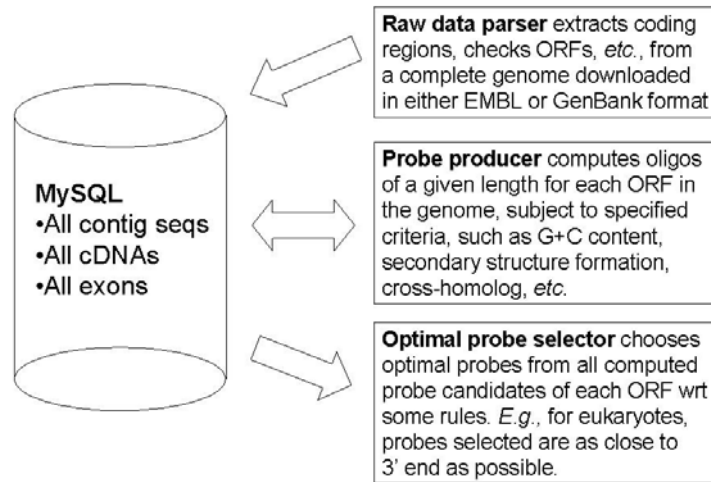 Raw data parser extracts coding
regions, checks ORFs, etc., from
a complete genome downloaded
in either EMBL or GenBank format
MySQL
•All contig seqs
•All cDNAs
•All exons
Probe producer computes oligos
of a given length for each ORF in
the genome, subject to specified
criteria, such as G+C content,
secondary structure formation,
cross-homolog, etc.
Optimal probe selector chooses
optimal probes from all computed
probe candidates of each ORF wrt
some rules. E.g., for eukaryotes,
probes selected are as close to
3' end as possible.